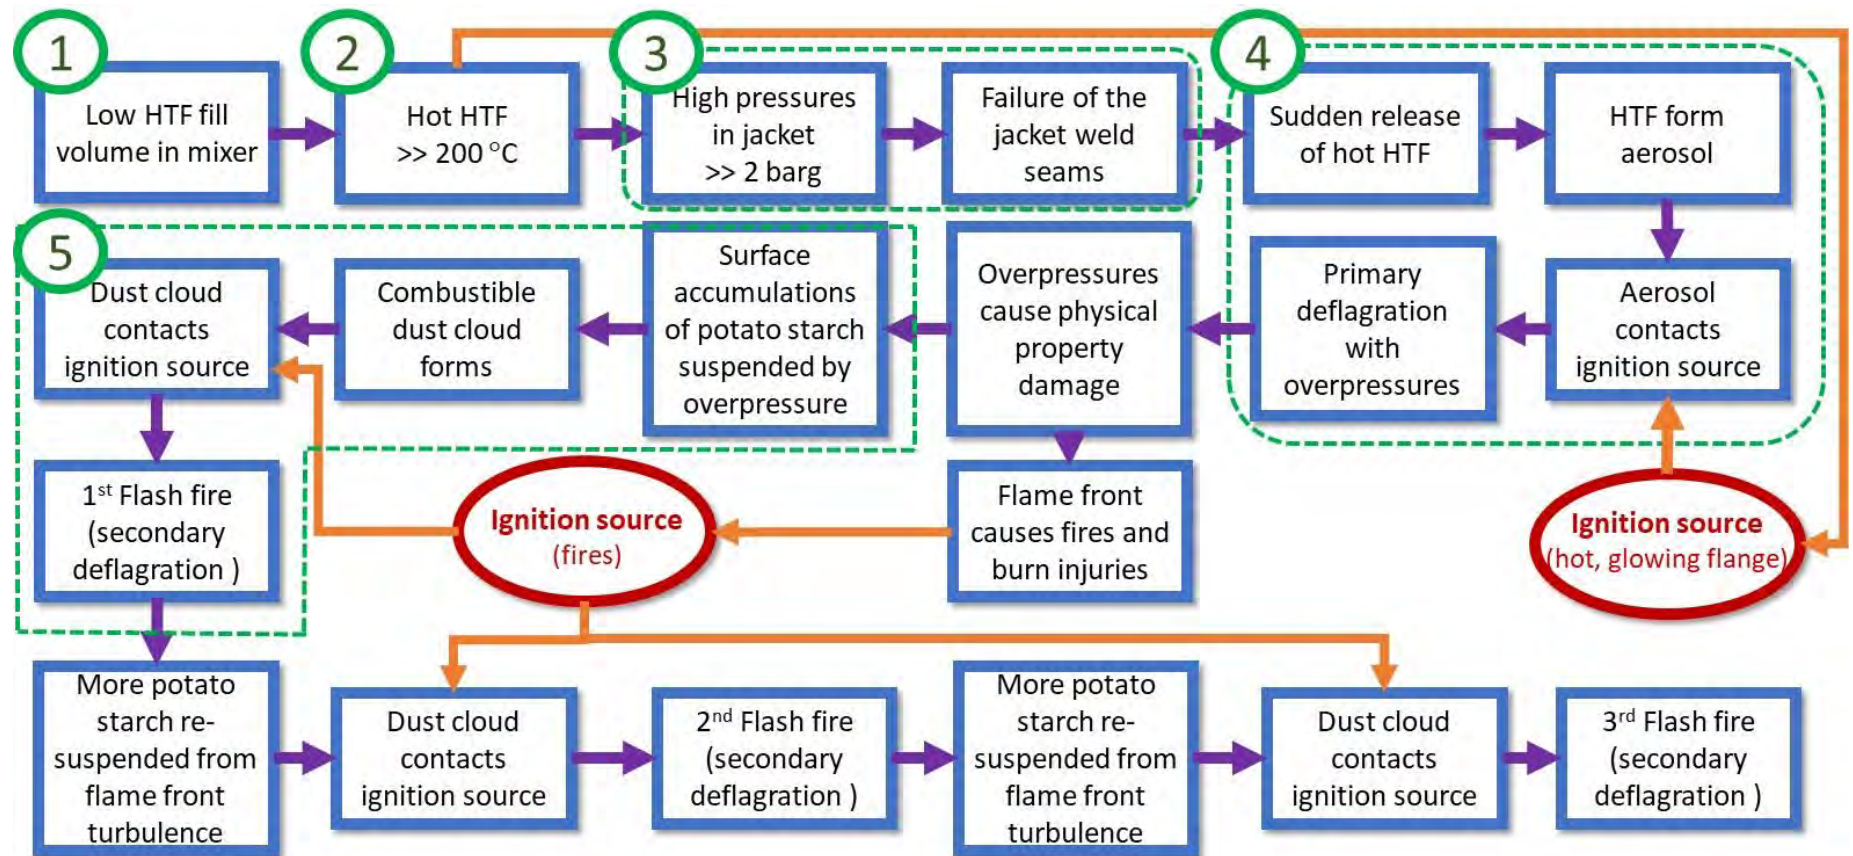 1
Low HTF fill
volume in mixer
2
Hot HTF
>> 200 °C
3
High pressures
in jacket
>> 2 barg
Failure of the
jacket weld
seams
4
Sudden release
of hot HTF
HTF form
aerosol
Aerosol
contacts
ignition source
Primary
deflagration
with
overpressures
Overpressures
cause physical
property
damage
Surface
accumulations
of potato starch
suspended by
overpressure
Combustible
dust cloud
forms
5
Dust cloud
contacts
ignition source
1st Flash fire
(secondary
deflagration )
Ignition source
(fires)
Flame front
causes fires and
burn injuries
Ignition source
(hot, glowing flange)
More potato
starch re-
suspended from
flame front
turbulence
Dust cloud
contacts
ignition source
2nd Flash fire
(secondary
deflagration )
More potato
starch re-
suspended from
flame front
turbulence
Dust cloud
contacts
ignition source
3rd Flash fire
(secondary
deflagration )